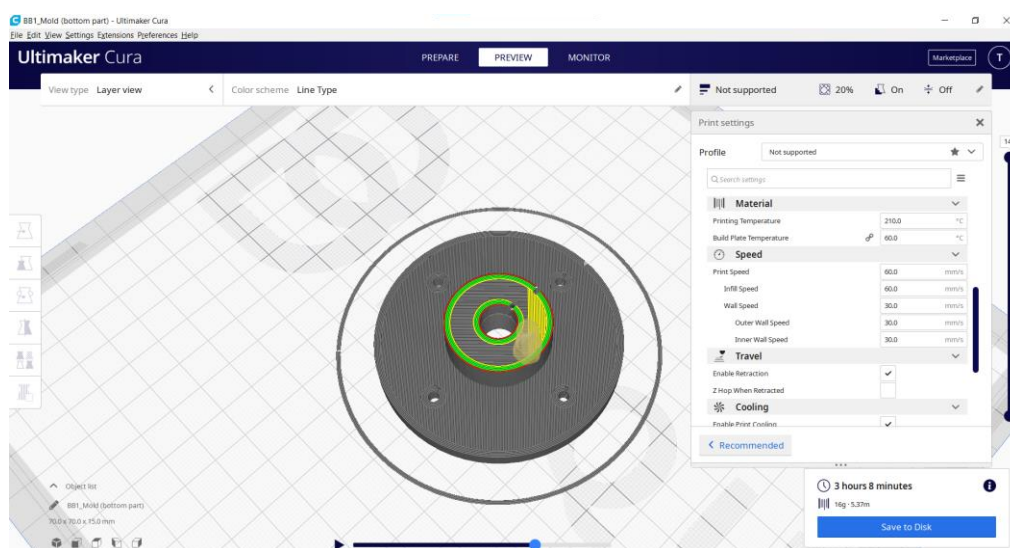 BB1_Mold (bottom part) - Ultimaker Cura
File Edit View Settings Extensions Preferences Help
Ultimaker Cura PREPARE PREVIEW MONITOR Marketplace T
View type Layer view Color scheme Line Type Not supported 20% On Off
Print settings
Profile Not supported
Search settings
Material
Printing Temperature 210.0 °C
Build Plate Temperature 60.0 °C
Speed
Print Speed 60.0 mm/s
Infill Speed 60.0 mm/s
Wall Speed 30.0 mm/s
Outer Wall Speed 30.0 mm/s
Inner Wall Speed 30.0 mm/s
Travel
Enable Retraction
Z Hop When Retracted
Cooling
Enable Print Cooling
Recommended
Object list
BB1_Mold (bottom part)
70.0 x 70.0 x 15.0 mm
3 hours 8 minutes
16g · 5.37m
Save to Disk